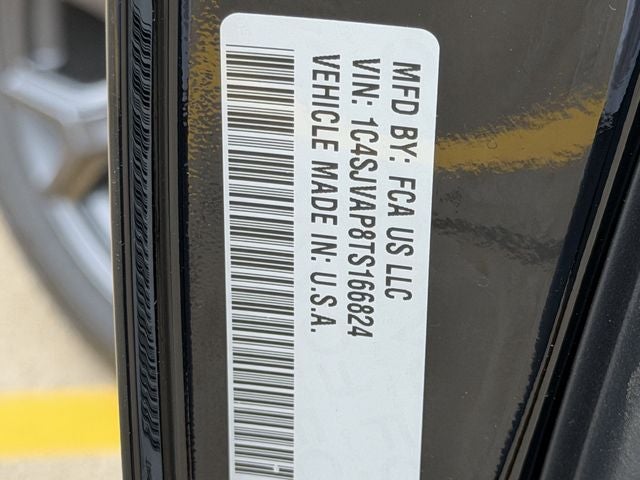 MFD BY: FCA US LLC
VIN: 1C4SJVAP8TS166824
VEHICLE MADE IN: U.S.A.